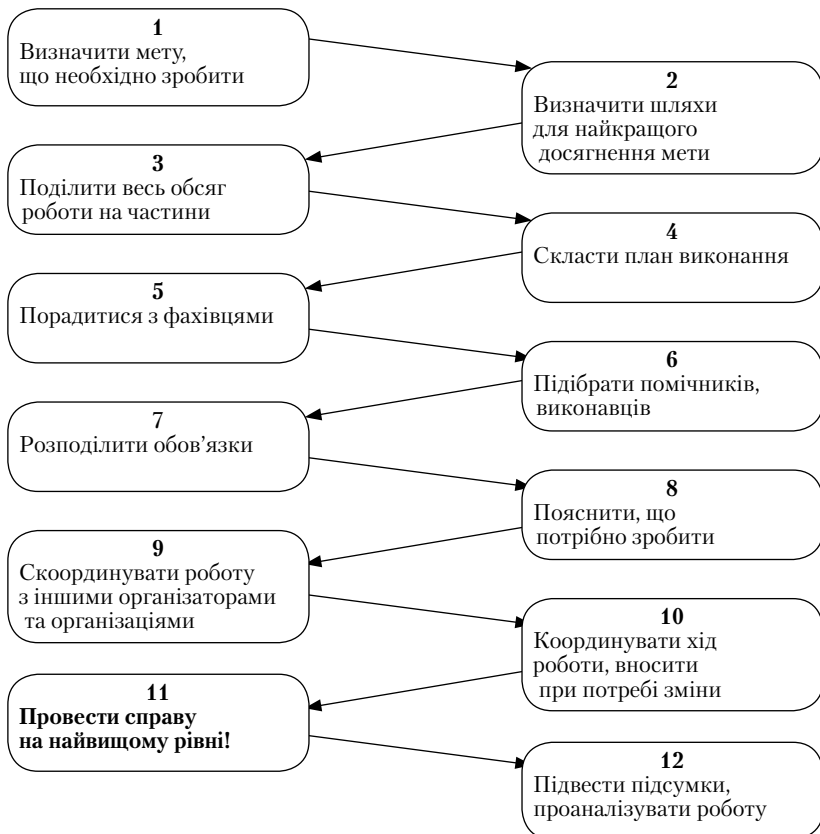 1
Визначити мету,
що необхідно зробити
2
Визначити шляхи
для найкращого
досягнення мети
3
Поділити весь обсяг
роботи на частини
4
Скласти план виконання
5
Порадитися з фахівцями
6
Підібрати помічників,
виконавців
7
Розподілити обов’язки
8
Пояснити, що
потрібно зробити
9
Скоординувати роботу
з іншими організаторами
та організаціями
10
Координувати хід
роботи, вносити
при потребі зміни
11
Провести справу
на найвищому рівні!
12
Підвести підсумки,
проаналізувати роботу